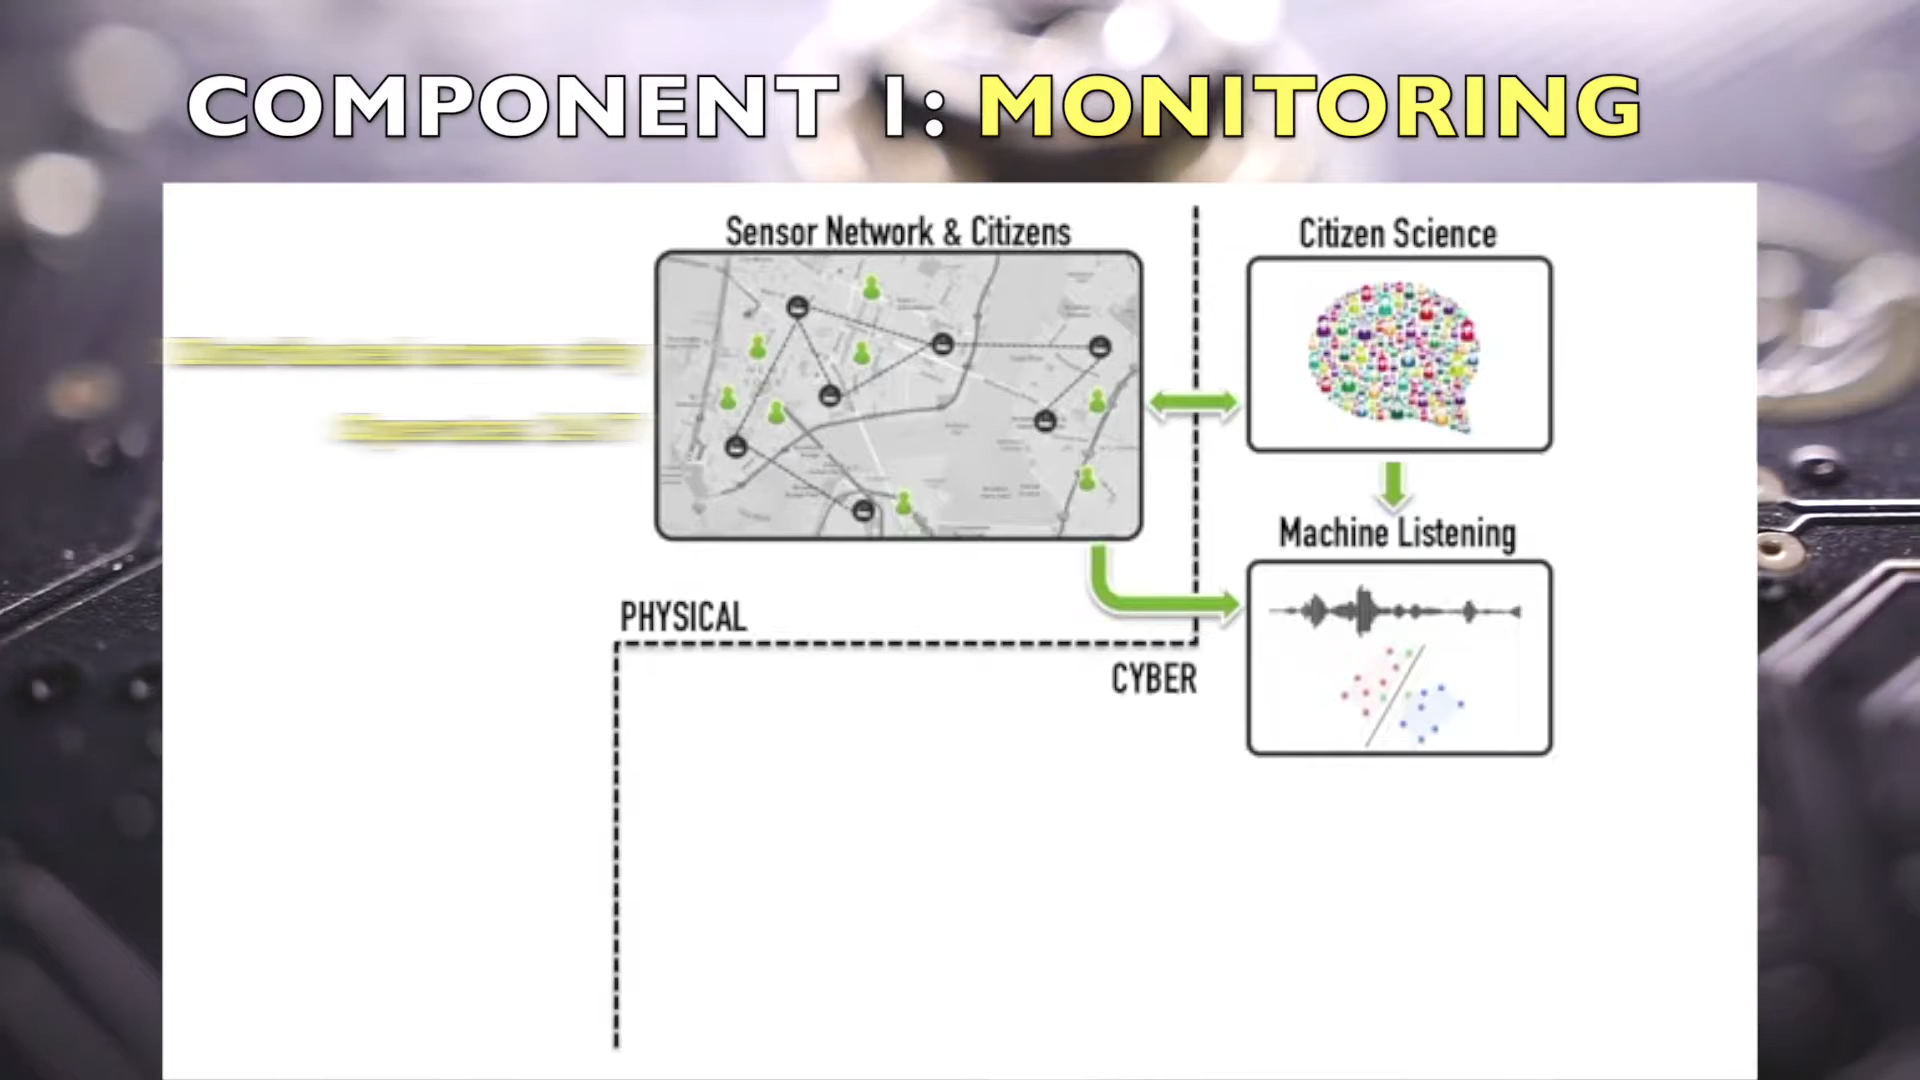 COMPONENT 1: MONITORING
Sensor Network & Citizens
Citizen Science
Machine Listening
PHYSICAL
CYBER